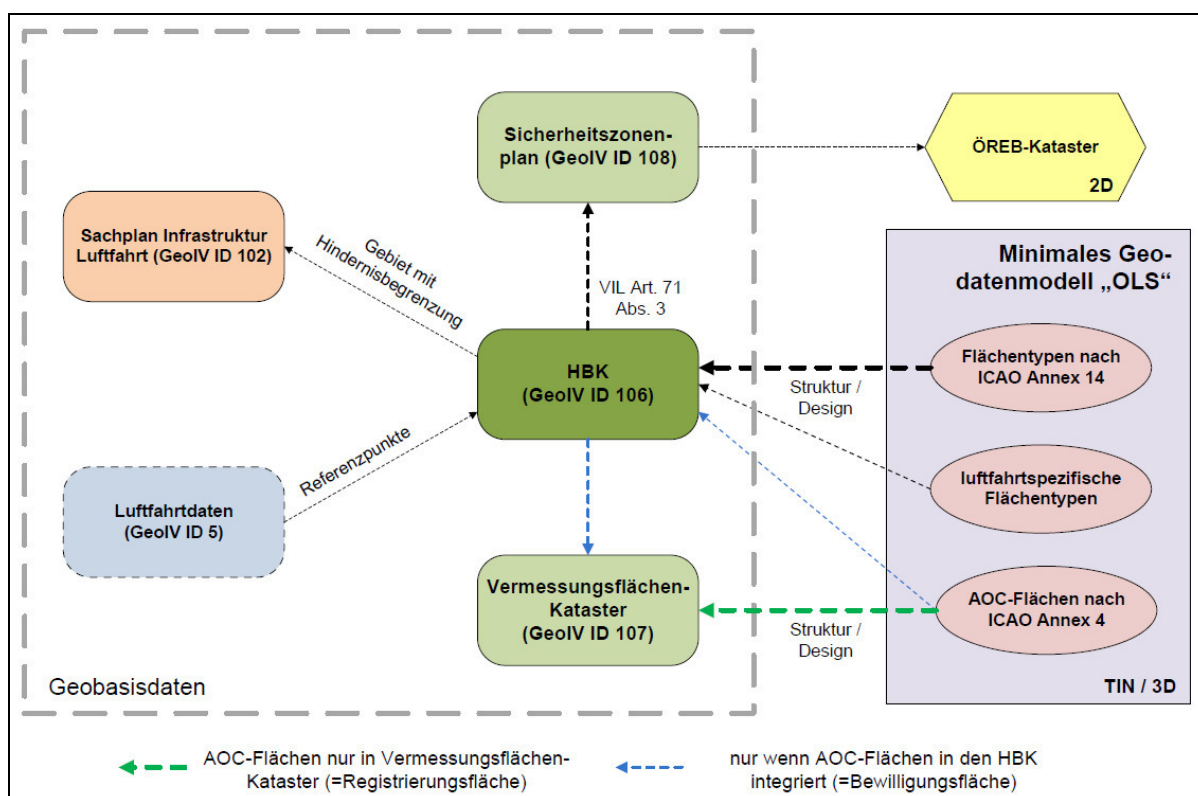 Sicherheitszonen-
plan (GeoIV ID 108)
ÖREB-Kataster
2D
Sachplan Infrastruktur
Luftfahrt (GeoIV ID 102)
Gebiet mit
Hindernisbegrenzung
VIL Art. 71
Abs. 3
Minimales Geo-
datenmodell „OLS“
HBK
(GeoIV ID 106)
Flächentypen nach
ICAO Annex 14
Struktur /
Design
Referenzpunkte
luftfahrtspezifische
Flächentypen
Luftfahrtdaten
(GeoIV ID 5)
Vermessungsflächen-
Kataster
(GeoIV ID 107)
AOC-Flächen nach
ICAO Annex 4
Struktur /
Design
TIN / 3D
Geobasisdaten
AOC-Flächen nur in Vermessungsflächen-
Kataster (=Registrierungsfläche)
nur wenn AOC-Flächen in den HBK
integriert (=Bewilligungsfläche)